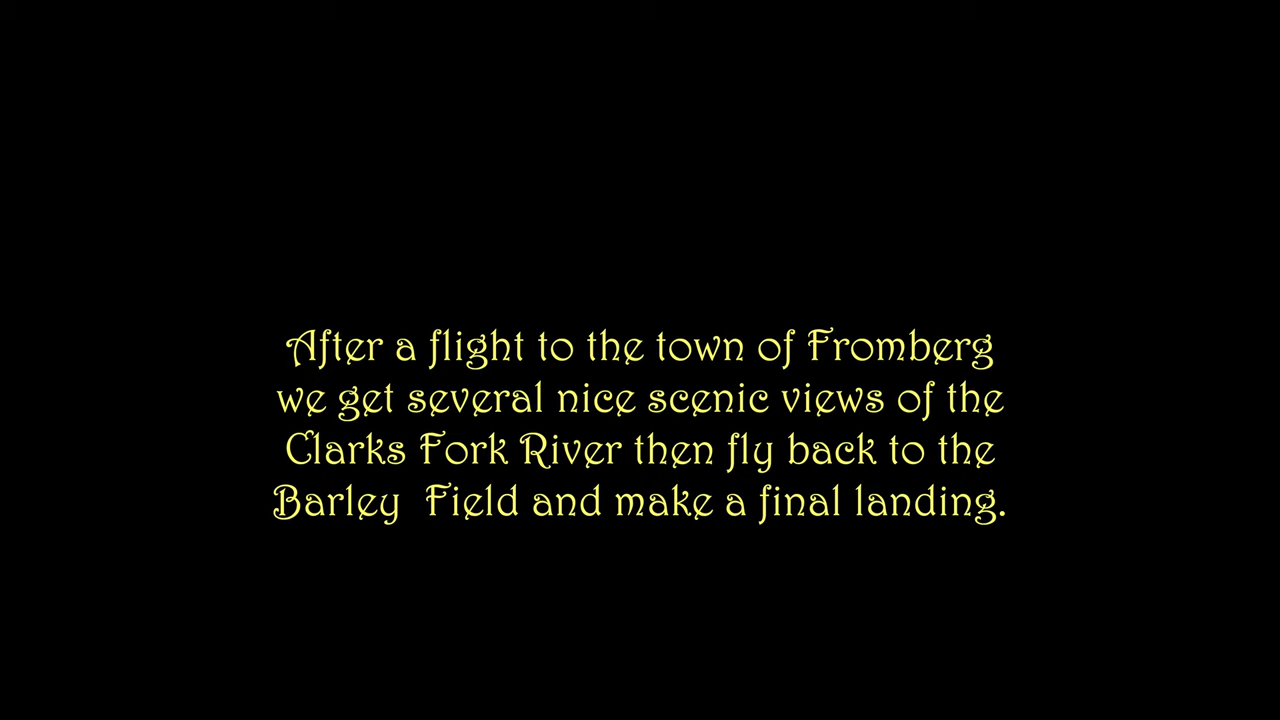 After a flight to the town of Fromberg
we get several nice scenic views of the
Clarks Fork River then fly back to the
Barley  Field and make a final landing.